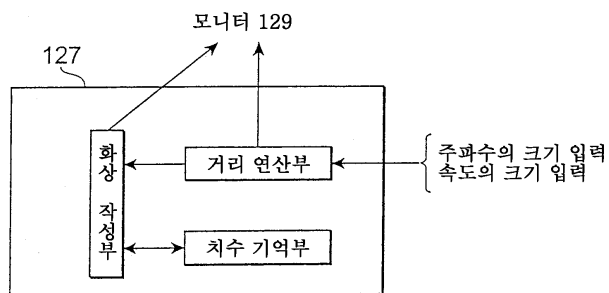 모니터 129
127
화상 작성부
거리 연산부
주파수의 크기 입력
속도의 크기 입력
치수 기억부